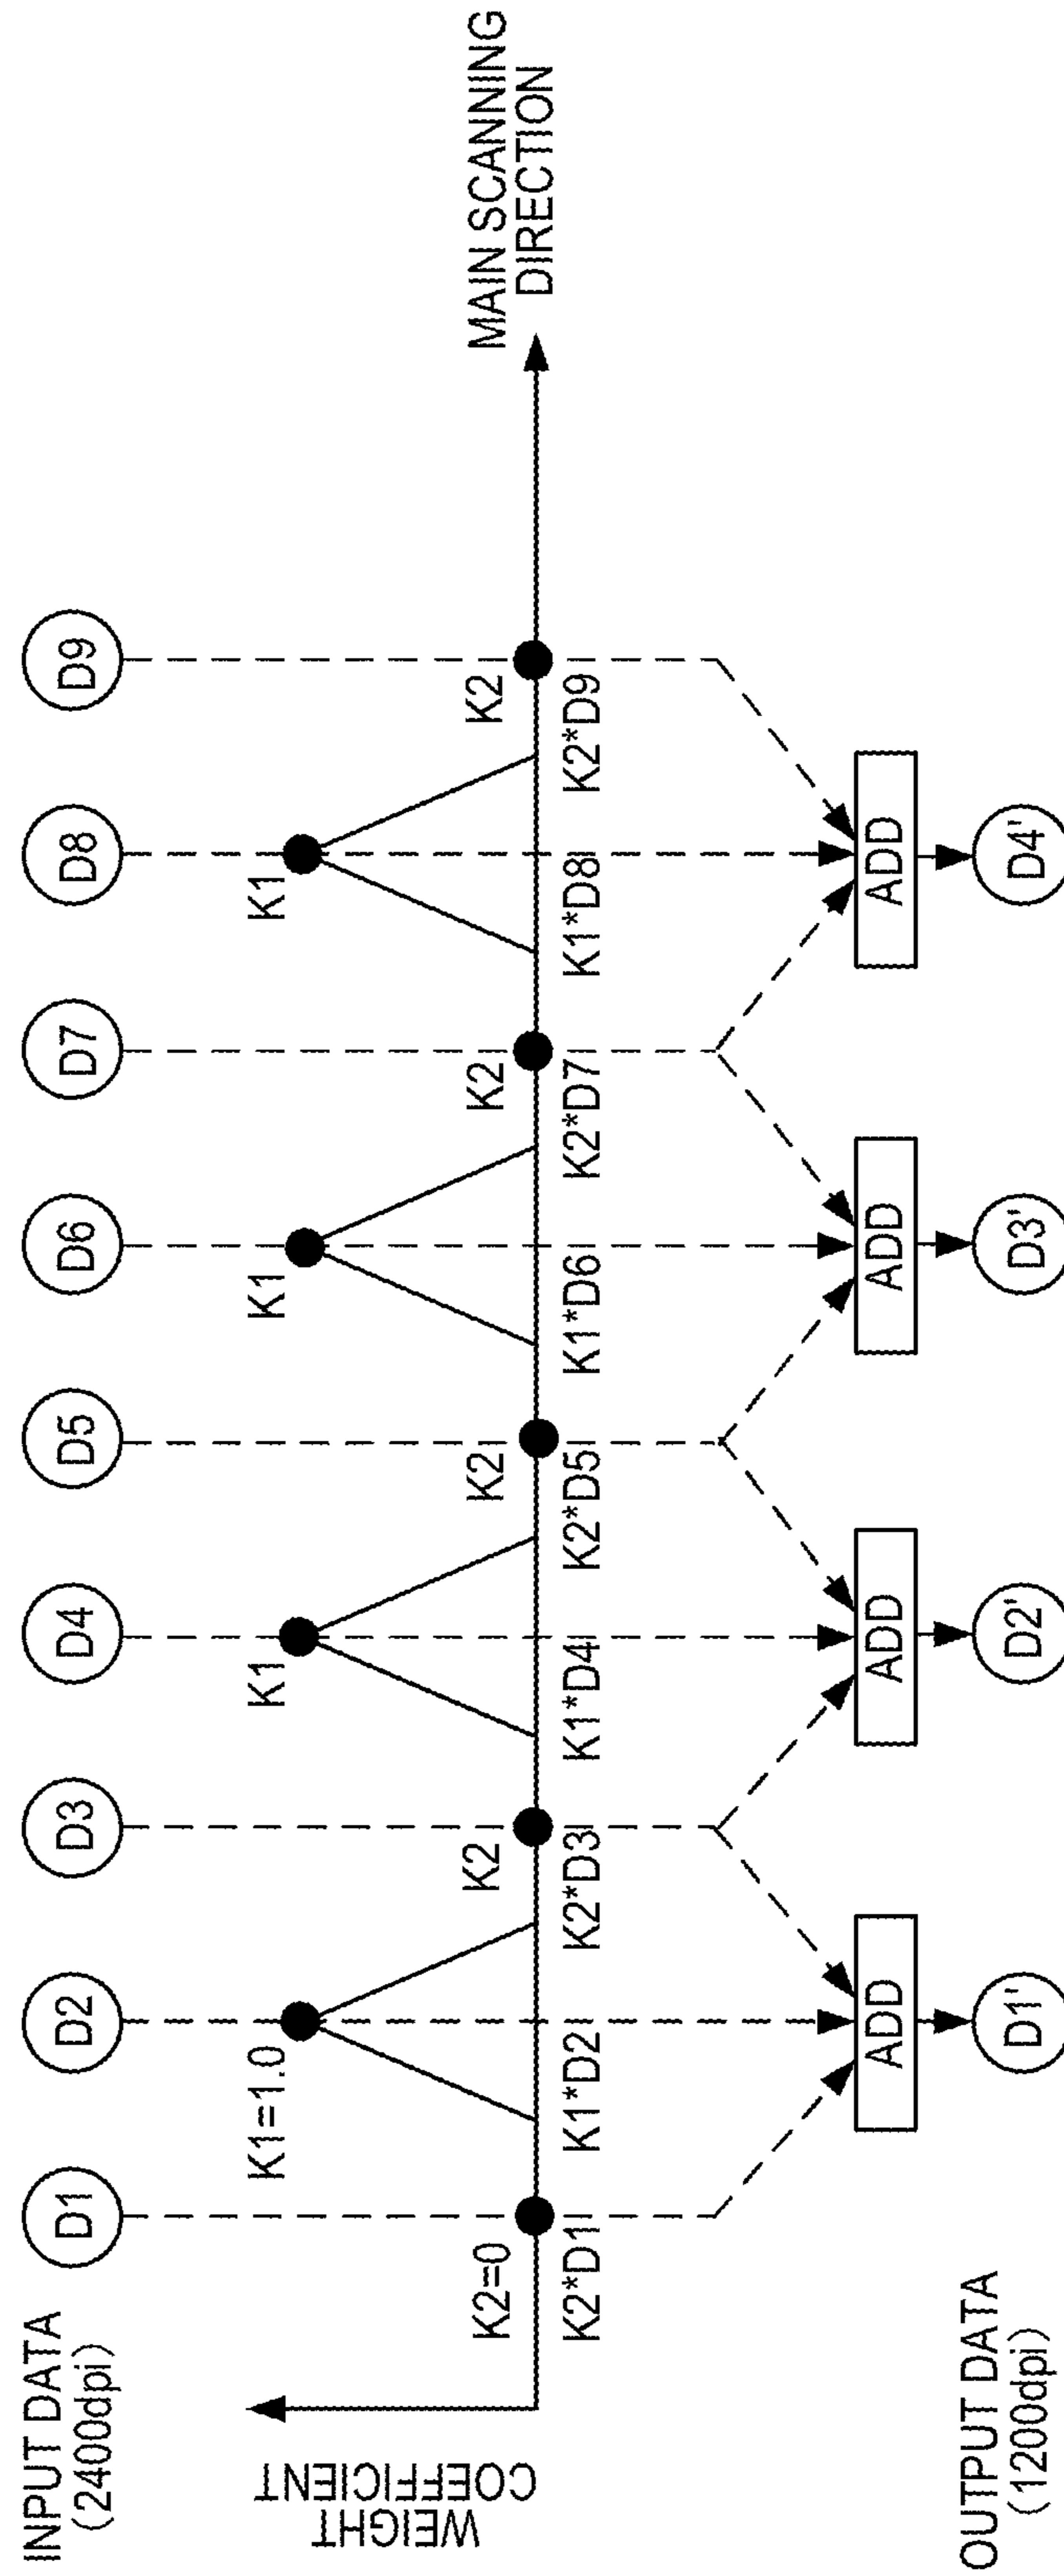 INPUT DATA
(2400dpi)
D1
D2
D3
D4
D5
D6
D7
D8
D9
WEIGHT
COEFFICIENT
K1=1.0
K1
K1
K1
K2=0
K2
K2
K2
K2
MAIN SCANNING
DIRECTION
K2*D1
K1*D2
K2*D3
K1*D4
K2*D5
K1*D6
K2*D7
K1*D8
K2*D9
ADD
ADD
ADD
ADD
OUTPUT DATA
(1200dpi)
D1'
D2'
D3'
D4'